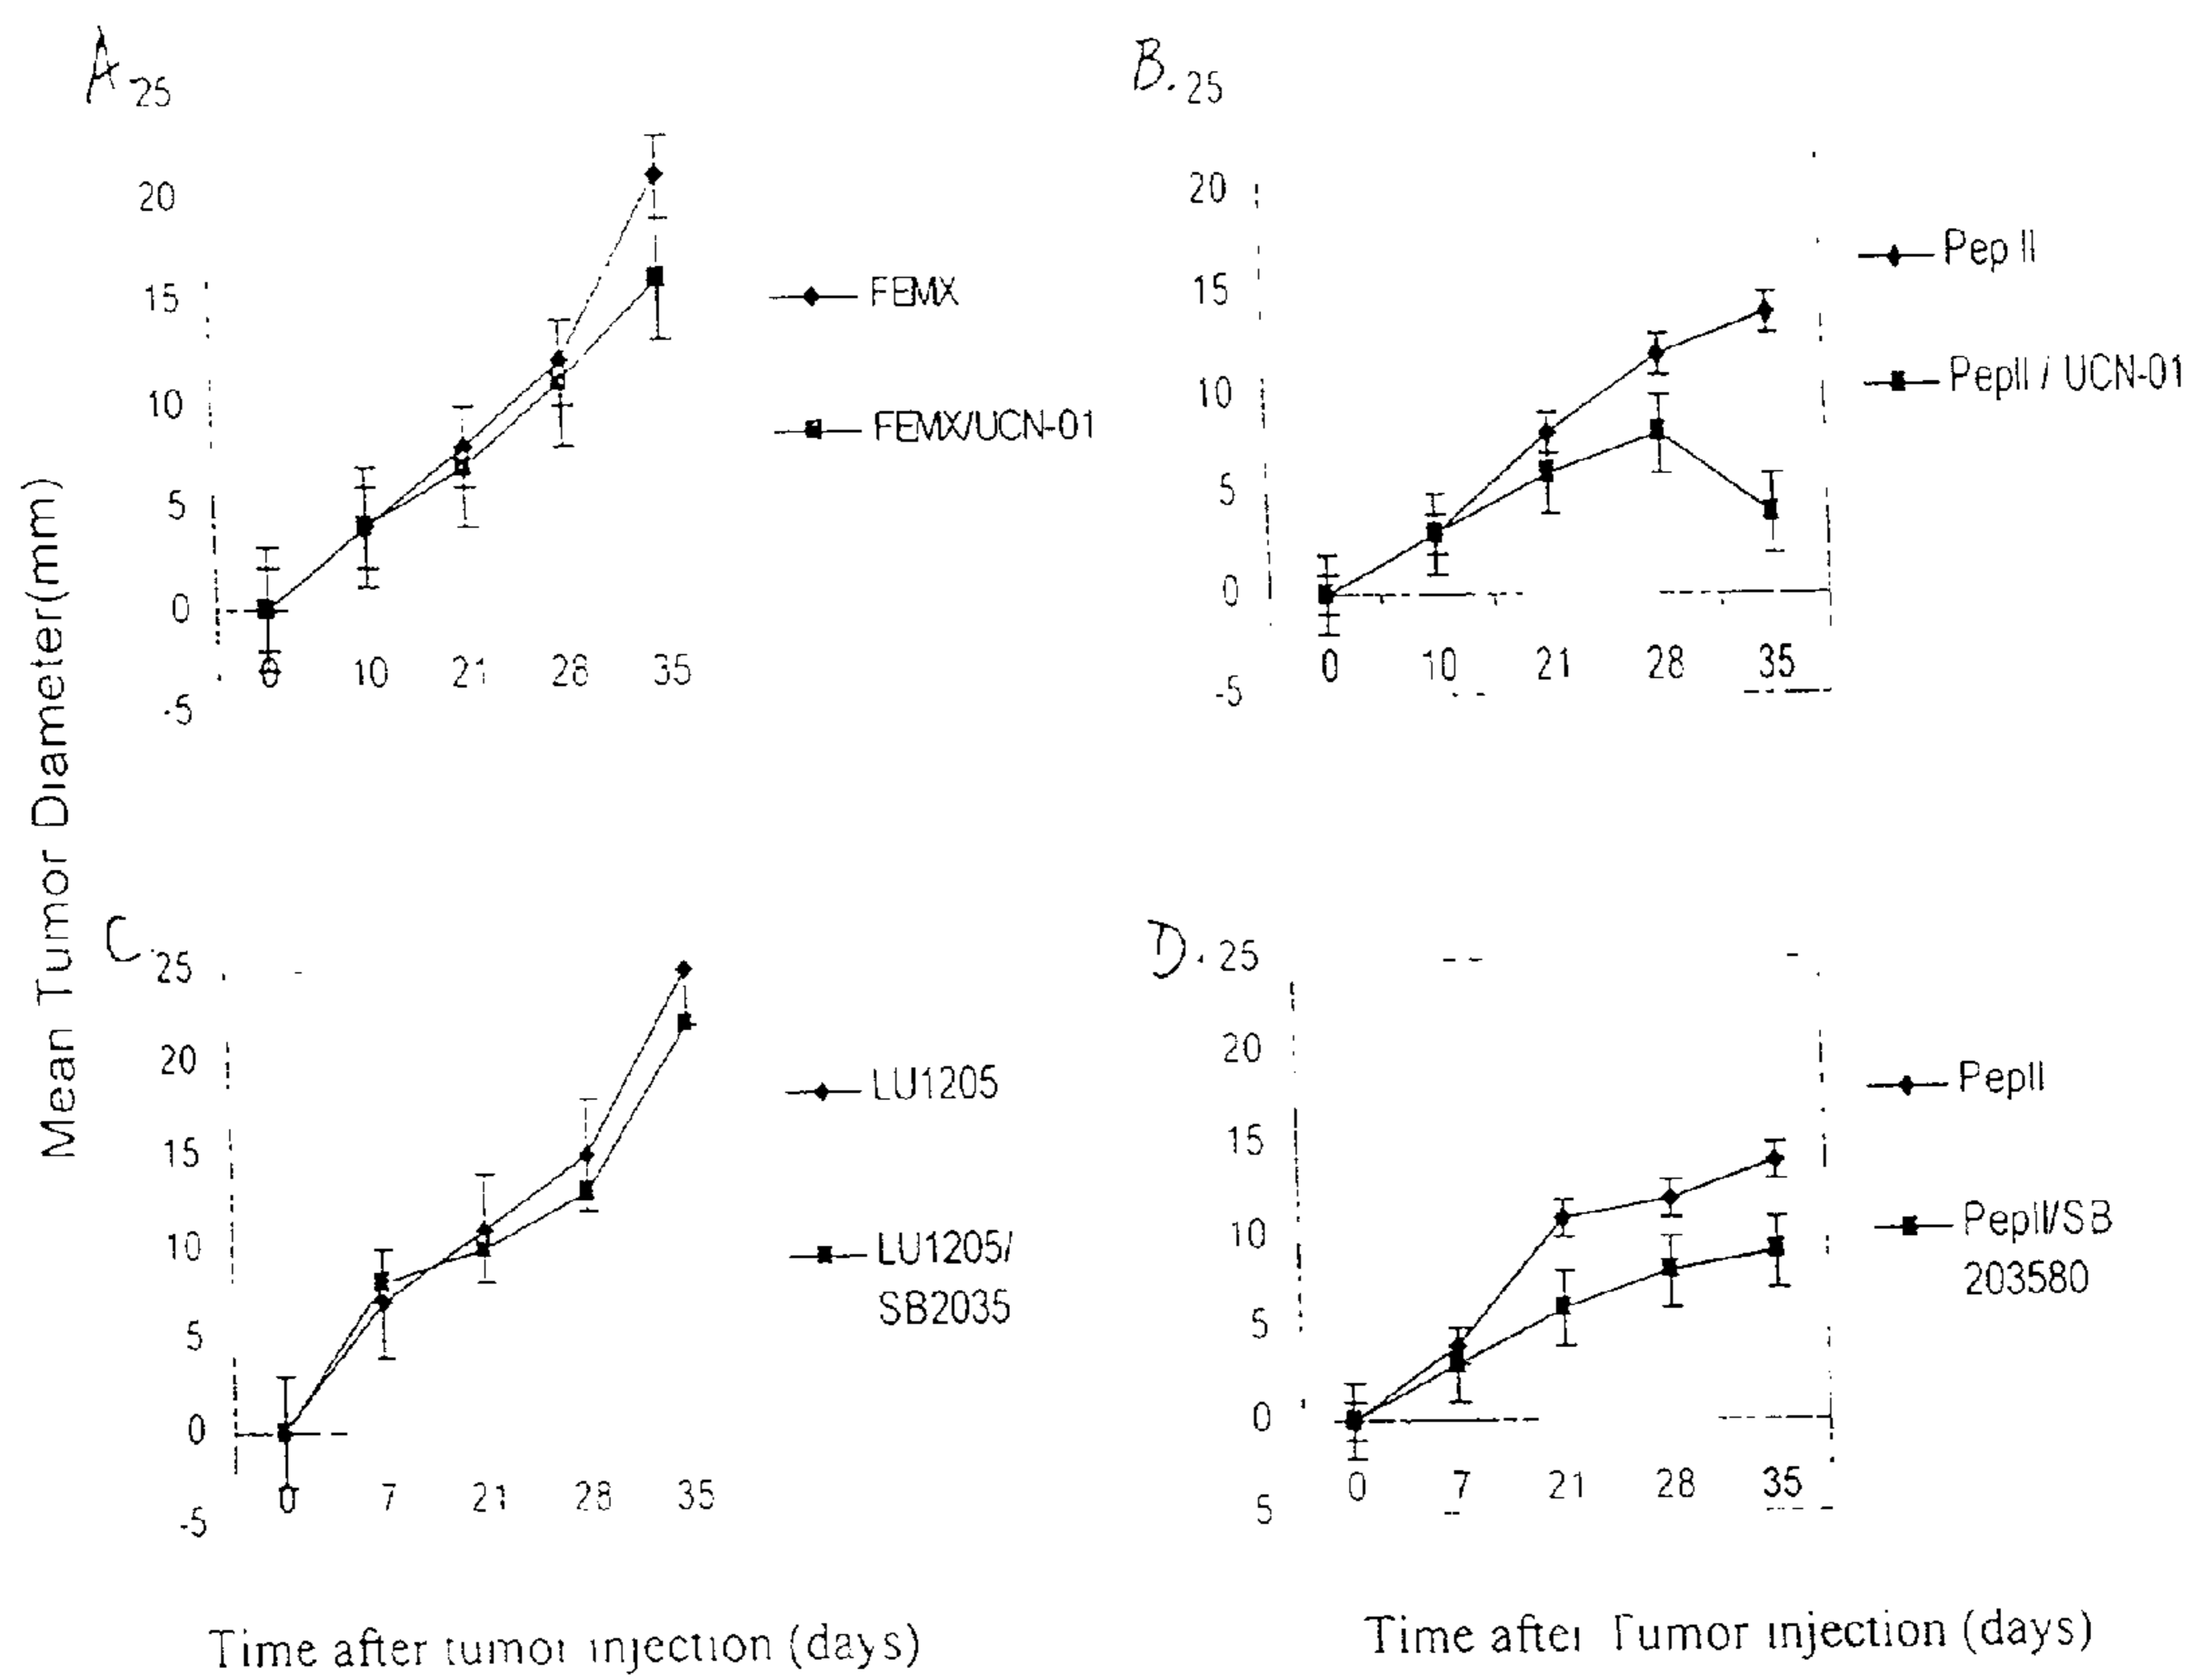 Mean Tumor Diameter(mm)
A
25
20
15
10
5
0
-5
0 10 21 28 35
FEMX
FEMX/UCN-01
B.
25
20
15
10
5
0
-5
0 10 21 28 35
Pep II
PepII / UCN-01
C.
25
20
15
10
5
0
-5
0 7 21 28 35
LU1205
LU1205/
SB2035
D.
25
20
15
10
5
0
5
0 7 21 28 35
PepII
PepII/SB
203580
Time after tumor injection (days)
Time after Tumor injection (days)